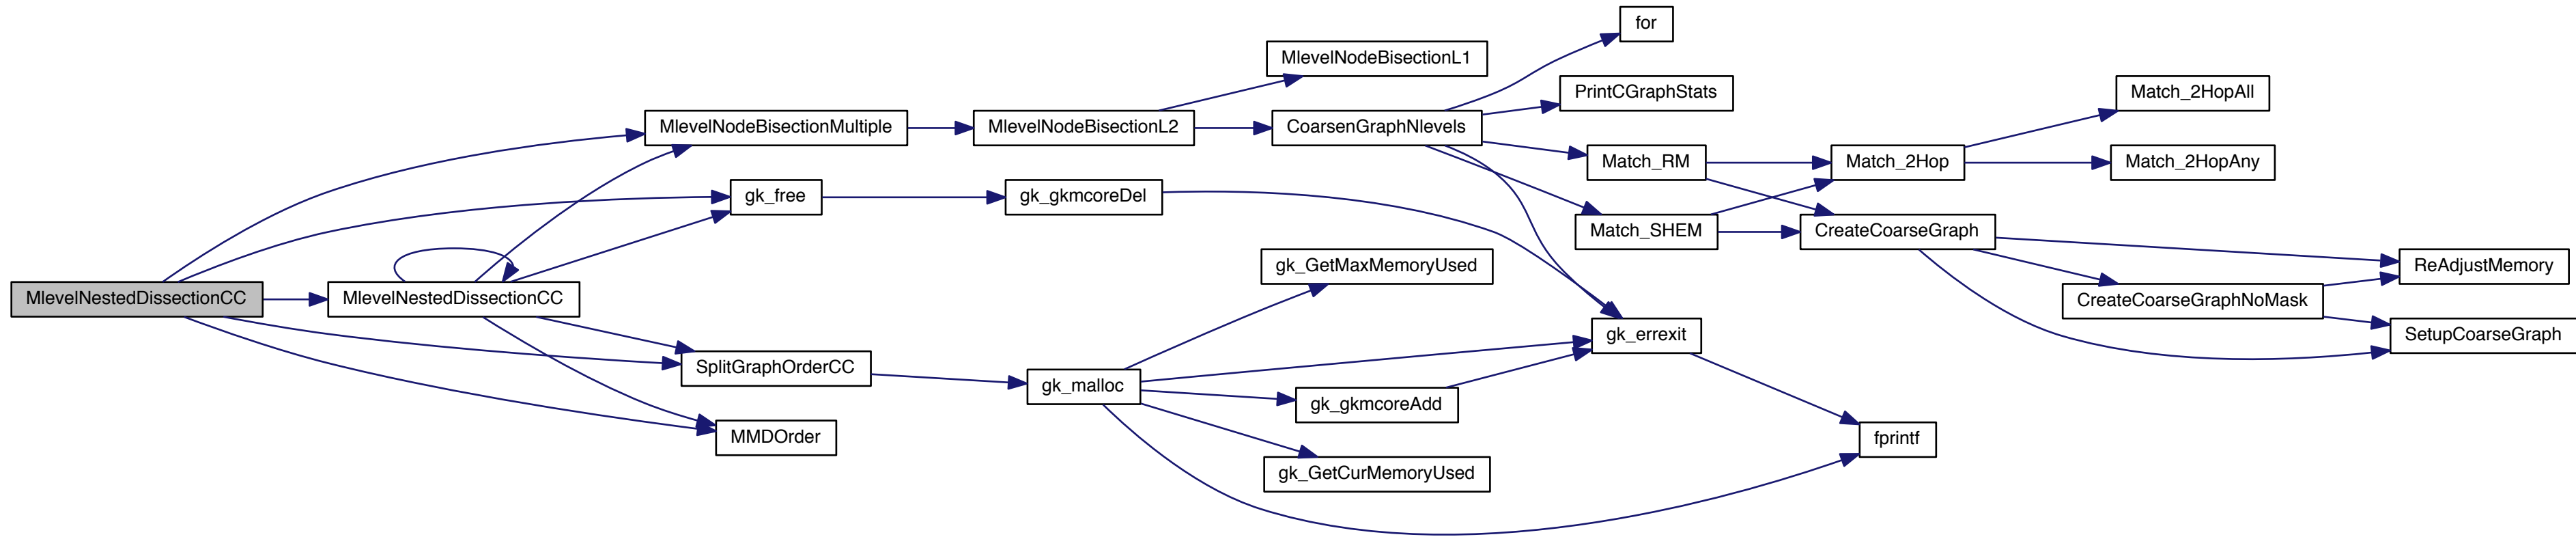 for
MlevelNodeBisectionL1
PrintCGraphStats
Match_2HopAll
MlevelNodeBisectionMultiple
MlevelNodeBisectionL2
CoarsenGraphNlevels
Match_RM
Match_2Hop
Match_2HopAny
gk_free
gk_gkmcoreDel
Match_SHEM
CreateCoarseGraph
gk_GetMaxMemoryUsed
ReAdjustMemory
MlevelNestedDissectionCC
MlevelNestedDissectionCC
CreateCoarseGraphNoMask
gk_errexit
SetupCoarseGraph
SplitGraphOrderCC
gk_malloc
gk_gkmcoreAdd
MMDOrder
fprintf
gk_GetCurMemoryUsed